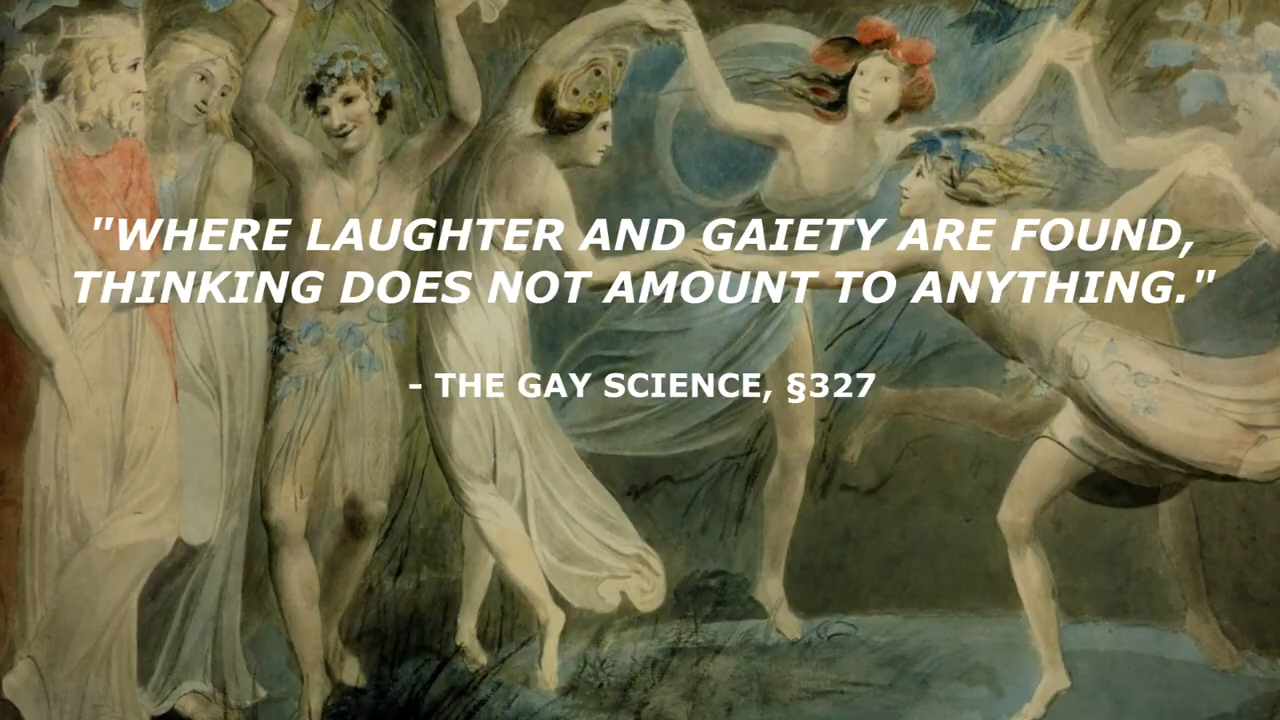 "WHERE LAUGHTER AND GAIETY ARE FOUND,
THINKING DOES NOT AMOUNT TO ANYTHING."
- THE GAY SCIENCE, §327